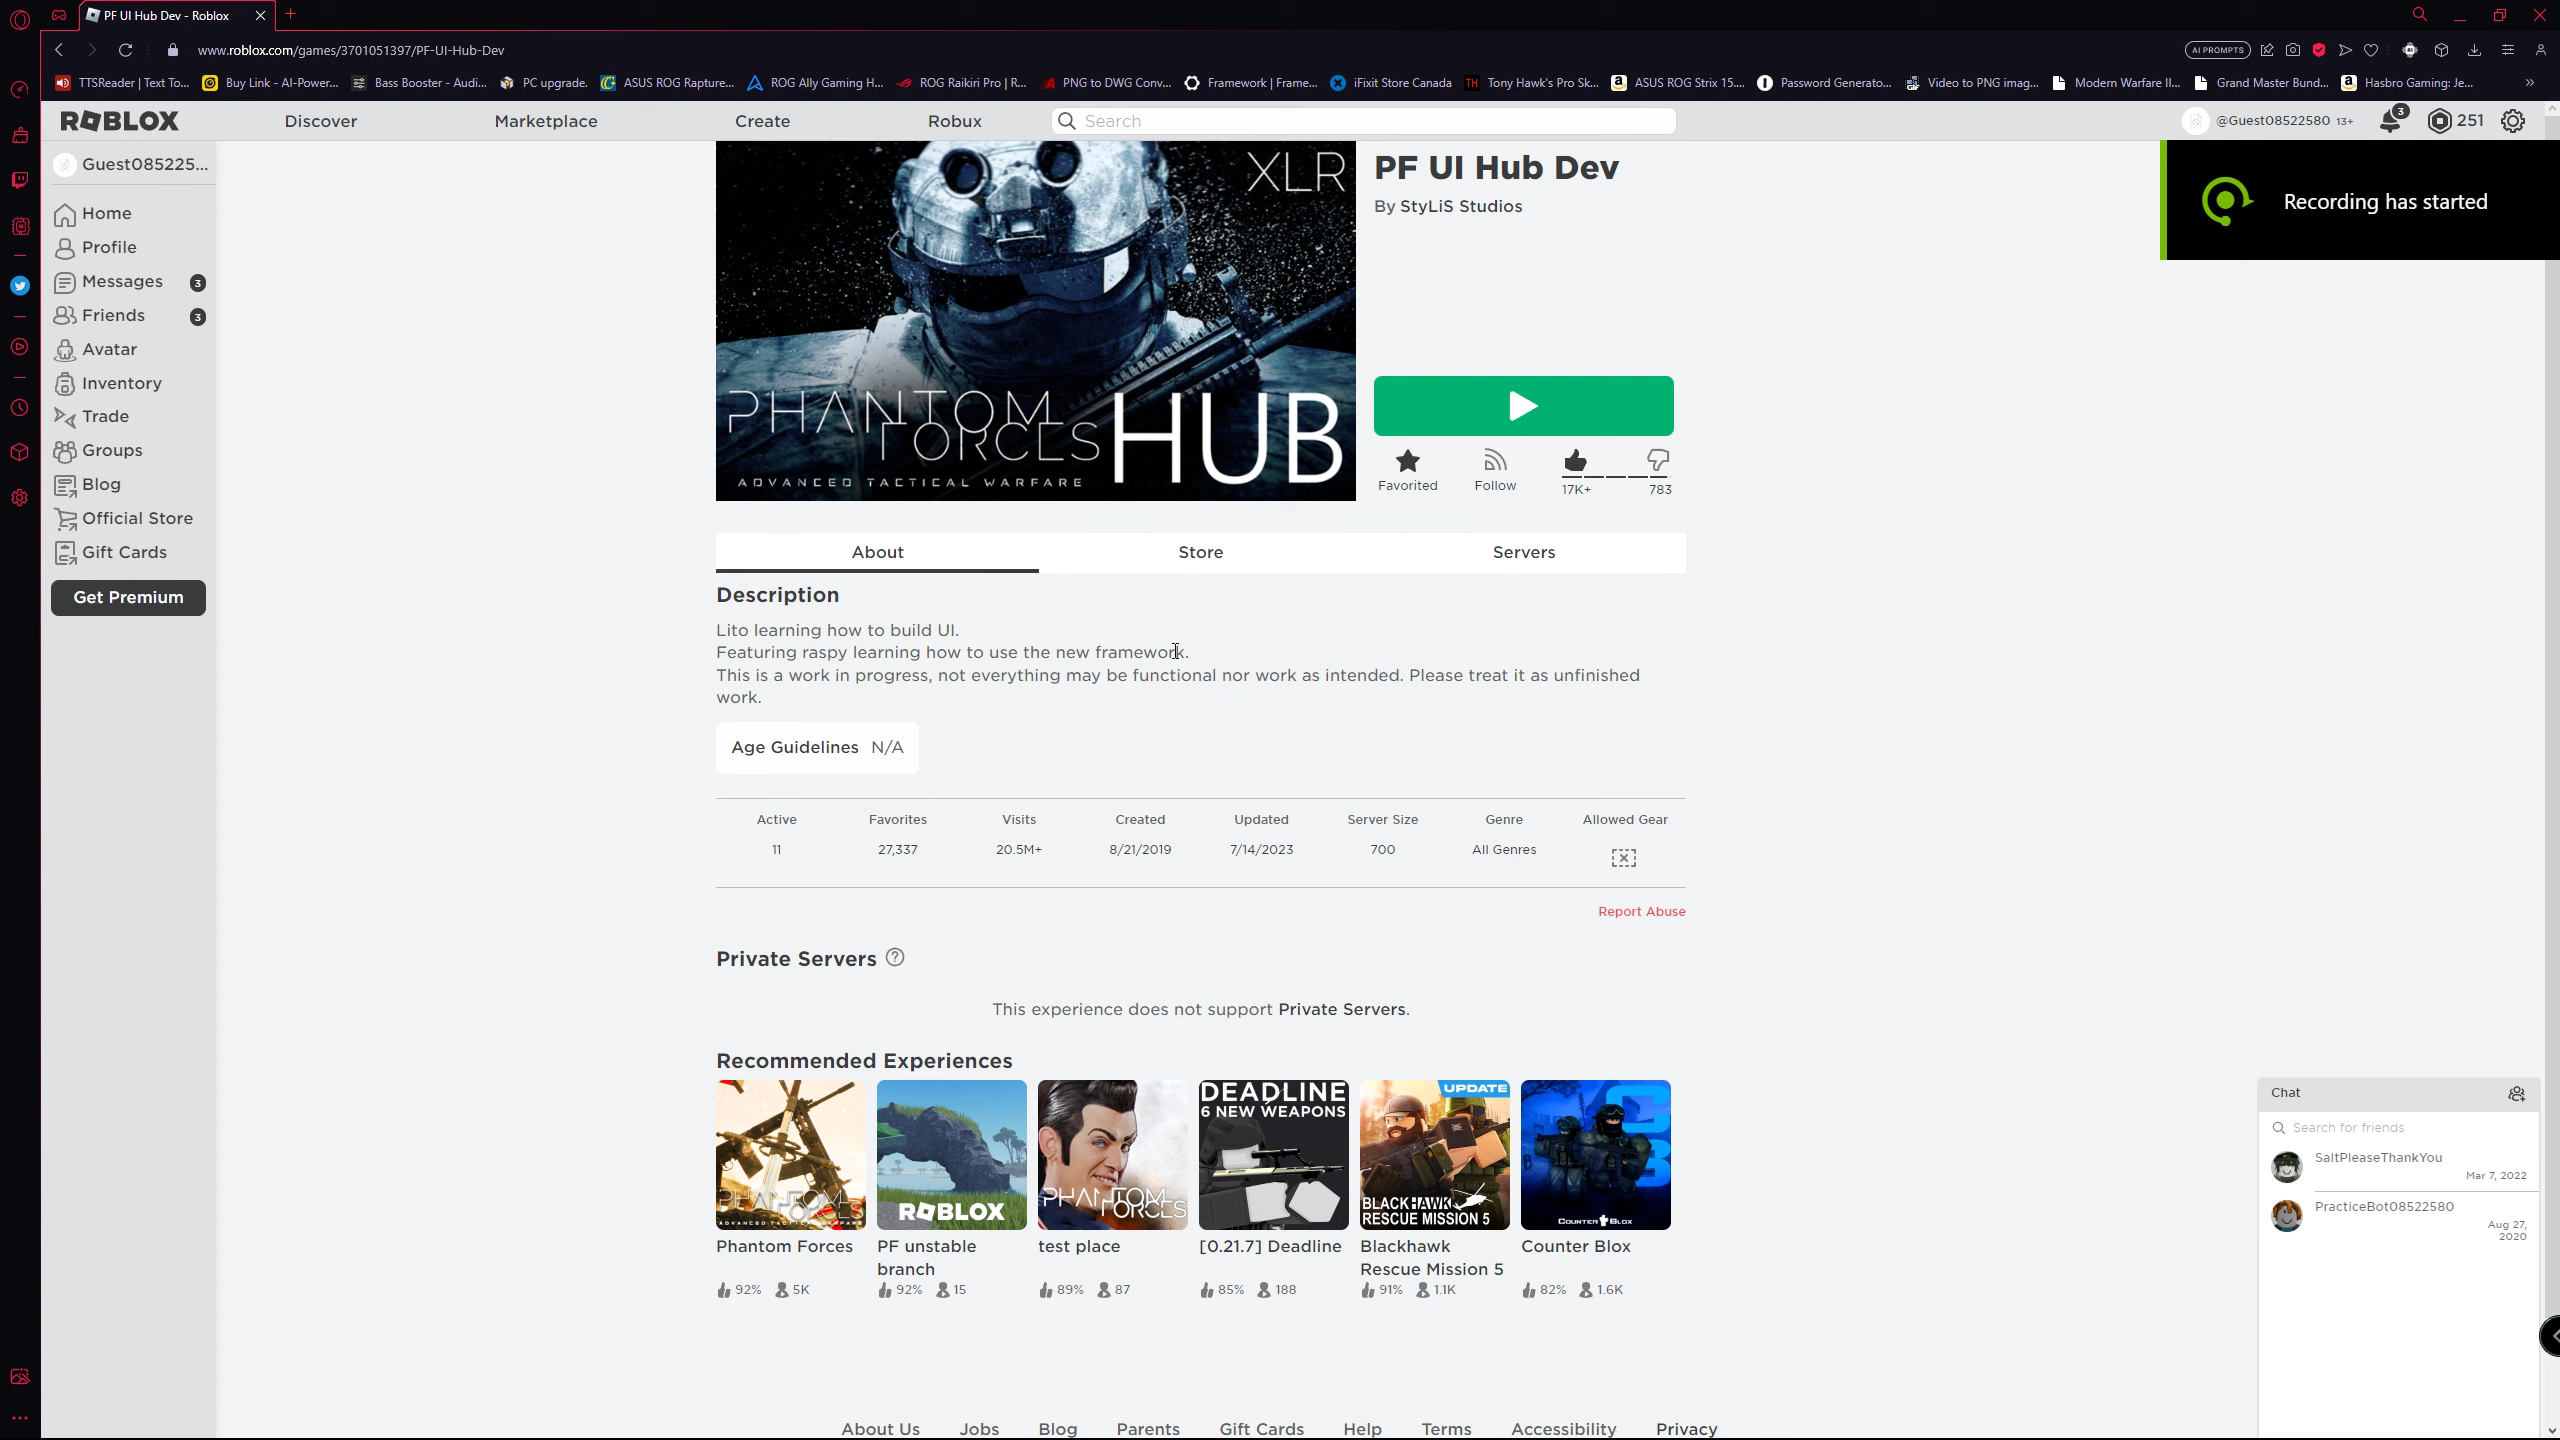 PF UI Hub Dev - Roblox
www.roblox.com/games/3701051397/PF-UI-Hub-Dev
AI PROMPTS
TTSReader | Text To...
Buy Link - AI-Power...
Bass Booster - Audi...
PC upgrade.
ASUS ROG Rapture...
ROG Ally Gaming H...
ROG Raikiri Pro | R...
PNG to DWG Conv...
Framework | Frame...
iFixit Store Canada
TH
Tony Hawk's Pro Sk...
ASUS ROG Strix 15....
Password Generato...
Video to PNG imag...
Modern Warfare II...
Grand Master Bund...
Hasbro Gaming: Je...
ROBLOX
Discover
Marketplace
Create
Robux
Search
@Guest08522580 13+
3
251
Recording has started
Guest085225...
Home
Profile
Messages 3
Friends 3
Avatar
Inventory
Trade
Groups
Blog
Official Store
Gift Cards
Get Premium
XLR
PHANTOM
FORCES
HUB
ADVANCED TACTICAL WARFARE
PF UI Hub Dev
By StyLiS Studios
Favorited
Follow
17K+
783
About
Store
Servers
Description
Lito learning how to build UI.
Featuring raspy learning how to use the new framework.
This is a work in progress, not everything may be functional nor work as intended. Please treat it as unfinished
work.
Age Guidelines N/A
Active Favorites Visits Created Updated Server Size Genre Allowed Gear
11 27,337 20.5M+ 8/21/2019 7/14/2023 700 All Genres
Report Abuse
Private Servers
This experience does not support Private Servers.
Recommended Experiences
PHANTOM
FORCES
ADVANCED TACTICAL WARFARE
Phantom Forces
92% 5K
ROBLOX
PF unstable
branch
92% 15
PHANTOM
FORCES
test place
89% 87
DEADLINE
6 NEW WEAPONS
[0.21.7] Deadline
85% 188
UPDATE
BLACKHAWK
RESCUE MISSION 5
Blackhawk
Rescue Mission 5
91% 1.1K
COUNTER BLOX
Counter Blox
82% 1.6K
Chat
Search for friends
SaltPleaseThankYou
Mar 7, 2022
PracticeBot08522580
Aug 27,
2020
About Us
Jobs
Blog
Parents
Gift Cards
Help
Terms
Accessibility
Privacy